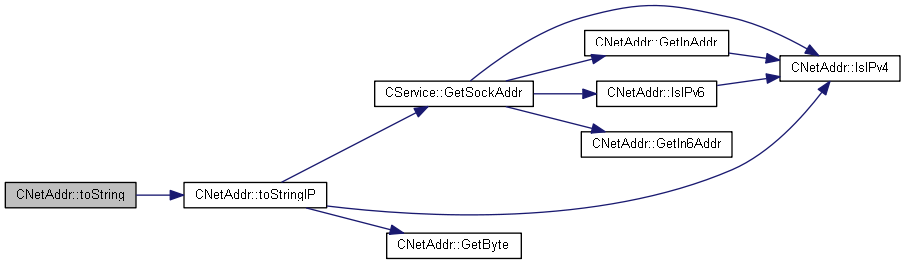 CNetAddr::toString
CNetAddr::toStringIP
CService::GetSockAddr
CNetAddr::GetInAddr
CNetAddr::IsIPv4
CNetAddr::IsIPv6
CNetAddr::GetIn6Addr
CNetAddr::GetByte